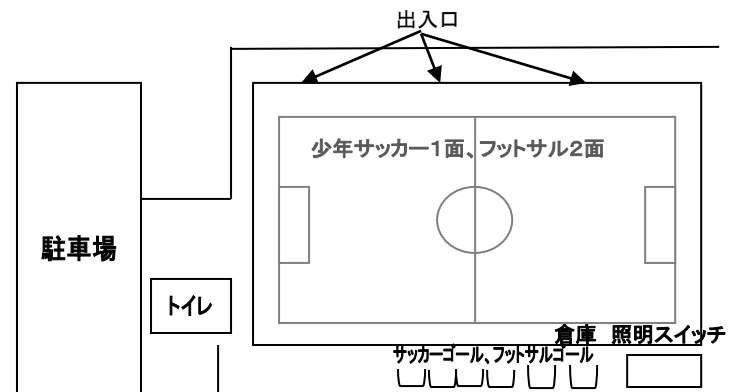 出入口
少年サッカー1面、フットサル2面
駐車場
トイレ
倉庫 照明スイッチ
サッカーゴール、フットサルゴール